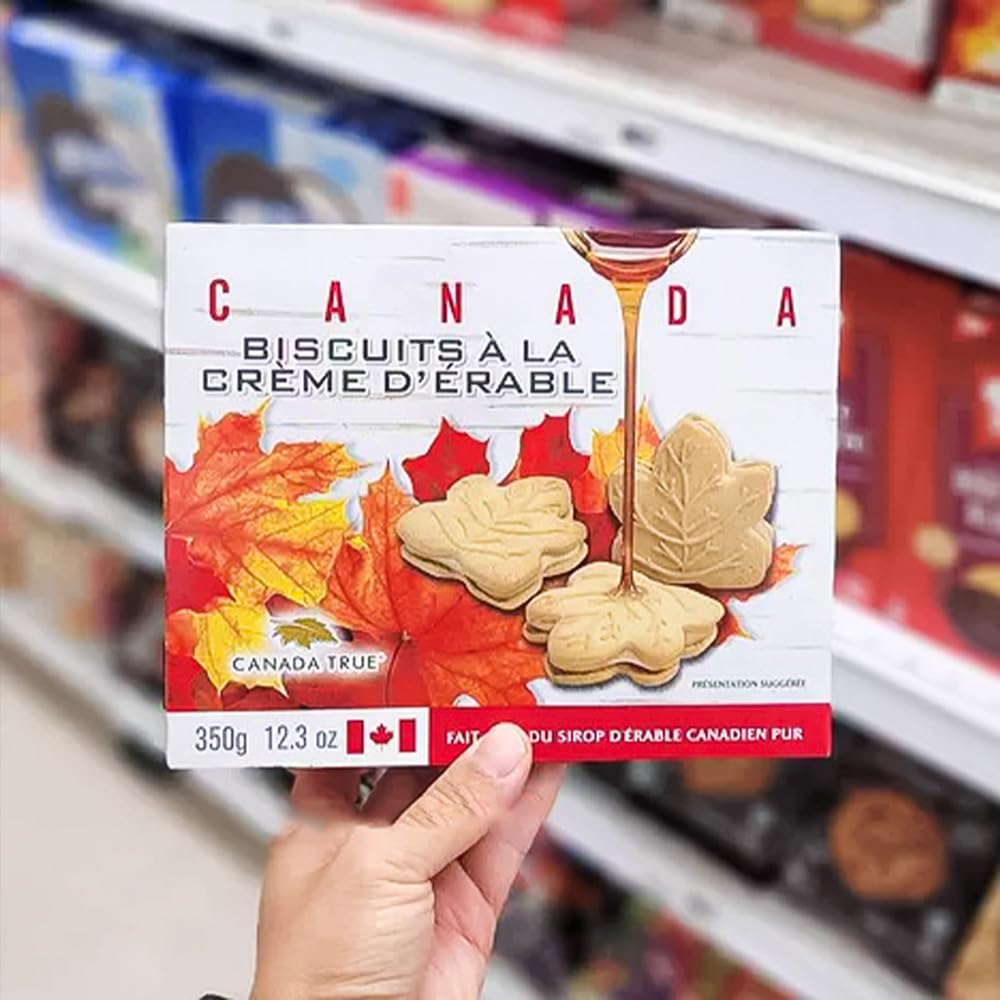 CANADA
BISCUITS À LA
CRÈME D'ÉRABLE
CANADA TRUE
PRÉSENTATION SUGGÉRÉE
350g 12.3 oz
FAIT DU SIROP D'ÉRABLE CANADIEN PUR